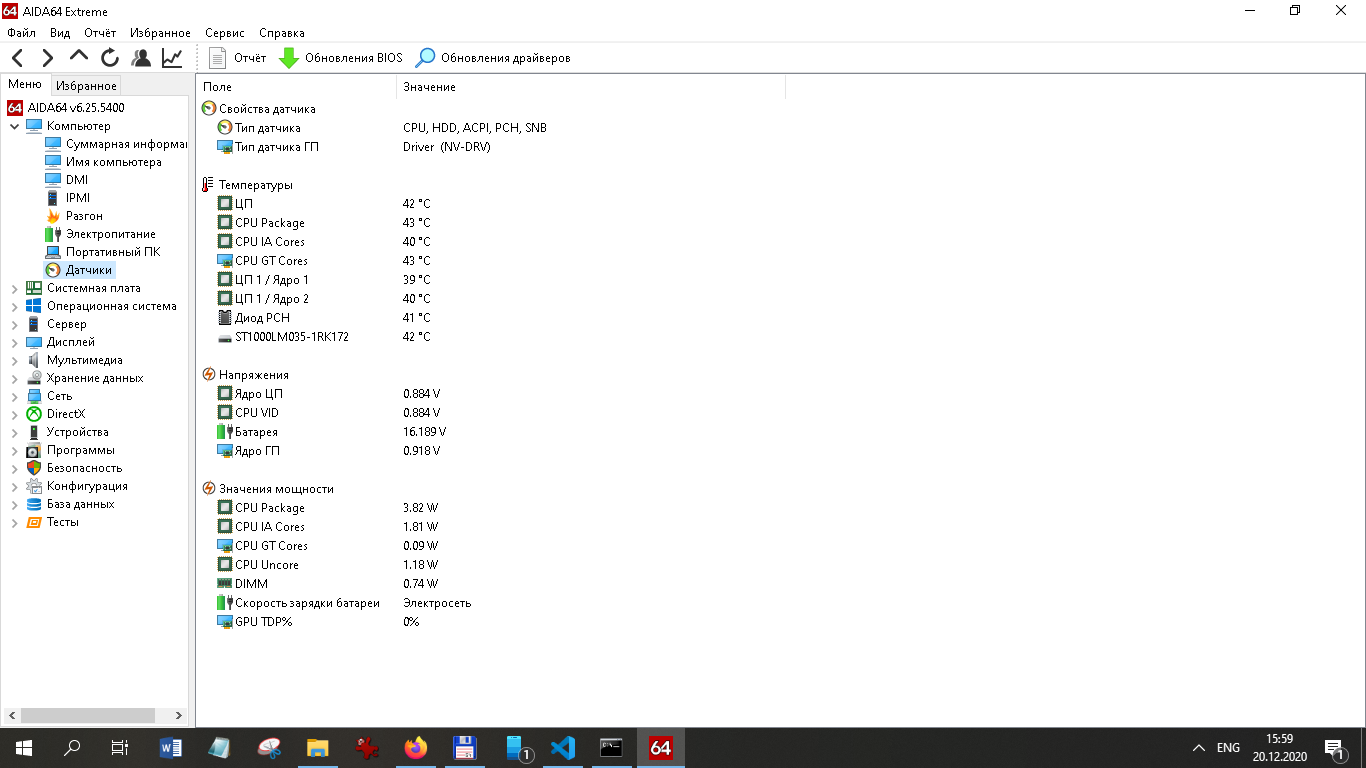 64 AIDA64 Extreme
Файл Вид Отчёт Избранное Сервис Справка
Отчёт Обновления BIOS Обновления драйверов
Меню Избранное
64 AIDA64 v6.25.5400
Компьютер
Суммарная информа
Имя компьютера
DMI
IPMI
Разгон
Электропитание
Портативный ПК
Датчики
Системная плата
Операционная система
Сервер
Дисплей
Мультимедиа
Хранение данных
Сеть
DirectX
Устройства
Программы
Безопасность
Конфигурация
База данных
Тесты
Поле Значение
Свойства датчика
Тип датчика CPU, HDD, ACPI, PCH, SNB
Тип датчика ГП Driver (NV-DRV)
Температуры
ЦП 42 °C
CPU Package 43 °C
CPU IA Cores 40 °C
CPU GT Cores 43 °C
ЦП 1 / Ядро 1 39 °C
ЦП 1 / Ядро 2 40 °C
Диод PCH 41 °C
ST1000LM035-1RK172 42 °C
Напряжения
Ядро ЦП 0.884 V
CPU VID 0.884 V
Батарея 16.189 V
Ядро ГП 0.918 V
Значения мощности
CPU Package 3.82 W
CPU IA Cores 1.81 W
CPU GT Cores 0.09 W
CPU Uncore 1.18 W
DIMM 0.74 W
Скорость зарядки батареи Электросеть
GPU TDP% 0%
1 64 ENG 15:59 1
20.12.2020